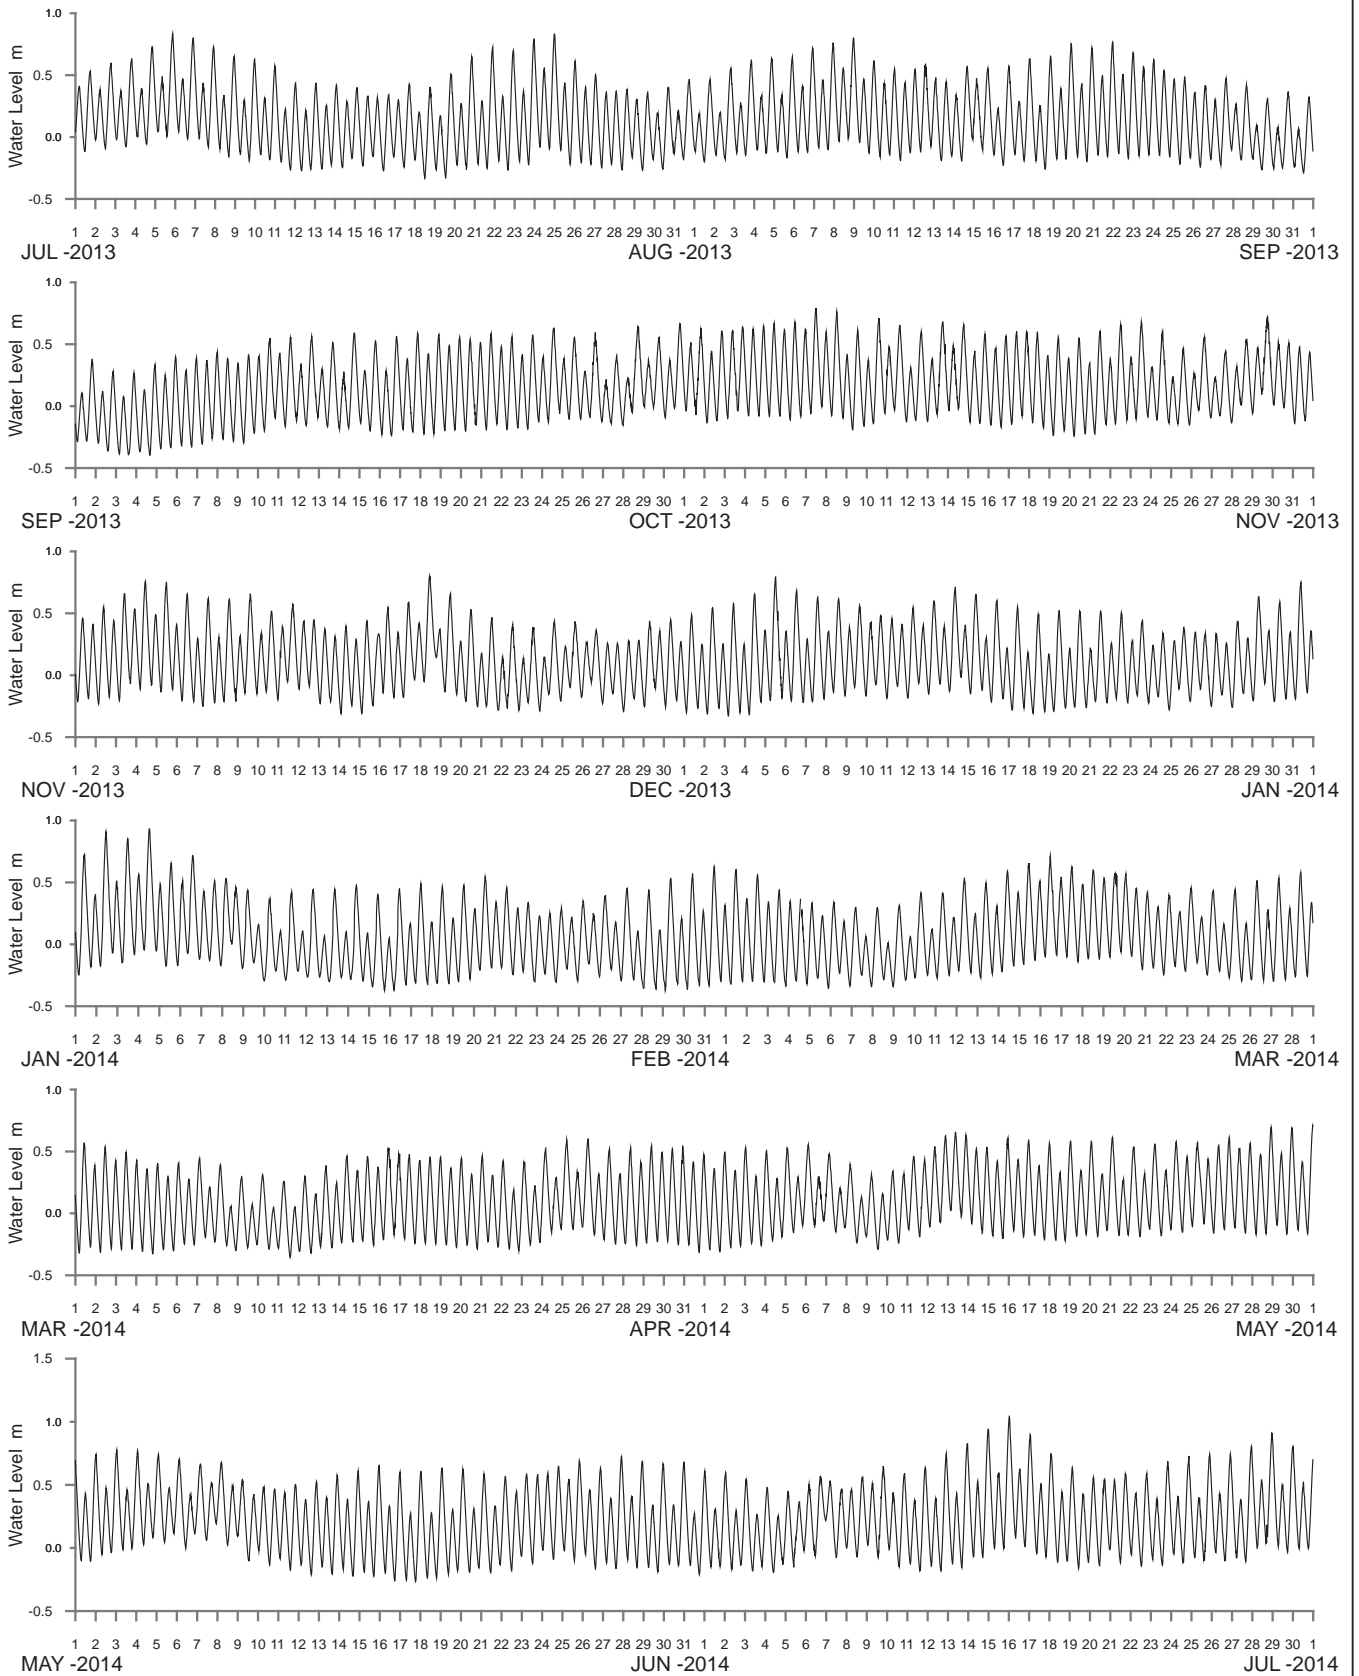 1.0
0.5
0.0
-0.5
Water Level m
1 2 3 4 5 6 7 8 9 10 11 12 13 14 15 16 17 18 19 20 21 22 23 24 25 26 27 28 29 30 31 1 2 3 4 5 6 7 8 9 10 11 12 13 14 15 16 17 18 19 20 21 22 23 24 25 26 27 28 29 30 31 1
JUL -2013 AUG -2013 SEP -2013
1.0
0.5
0.0
-0.5
Water Level m
1 2 3 4 5 6 7 8 9 10 11 12 13 14 15 16 17 18 19 20 21 22 23 24 25 26 27 28 29 30 1 2 3 4 5 6 7 8 9 10 11 12 13 14 15 16 17 18 19 20 21 22 23 24 25 26 27 28 29 30 31 1
SEP -2013 OCT -2013 NOV -2013
1.0
0.5
0.0
-0.5
Water Level m
1 2 3 4 5 6 7 8 9 10 11 12 13 14 15 16 17 18 19 20 21 22 23 24 25 26 27 28 29 30 1 2 3 4 5 6 7 8 9 10 11 12 13 14 15 16 17 18 19 20 21 22 23 24 25 26 27 28 29 30 31 1
NOV -2013 DEC -2013 JAN -2014
1.0
0.5
0.0
-0.5
Water Level m
1 2 3 4 5 6 7 8 9 10 11 12 13 14 15 16 17 18 19 20 21 22 23 24 25 26 27 28 29 30 31 1 2 3 4 5 6 7 8 9 10 11 12 13 14 15 16 17 18 19 20 21 22 23 24 25 26 27 28 1
JAN -2014 FEB -2014 MAR -2014
1.0
0.5
0.0
-0.5
Water Level m
1 2 3 4 5 6 7 8 9 10 11 12 13 14 15 16 17 18 19 20 21 22 23 24 25 26 27 28 29 30 31 1 2 3 4 5 6 7 8 9 10 11 12 13 14 15 16 17 18 19 20 21 22 23 24 25 26 27 28 29 30 1
MAR -2014 APR -2014 MAY -2014
1.5
1.0
0.5
0.0
-0.5
Water Level m
1 2 3 4 5 6 7 8 9 10 11 12 13 14 15 16 17 18 19 20 21 22 23 24 25 26 27 28 29 30 31 1 2 3 4 5 6 7 8 9 10 11 12 13 14 15 16 17 18 19 20 21 22 23 24 25 26 27 28 29 30 1
MAY -2014 JUN -2014 JUL -2014